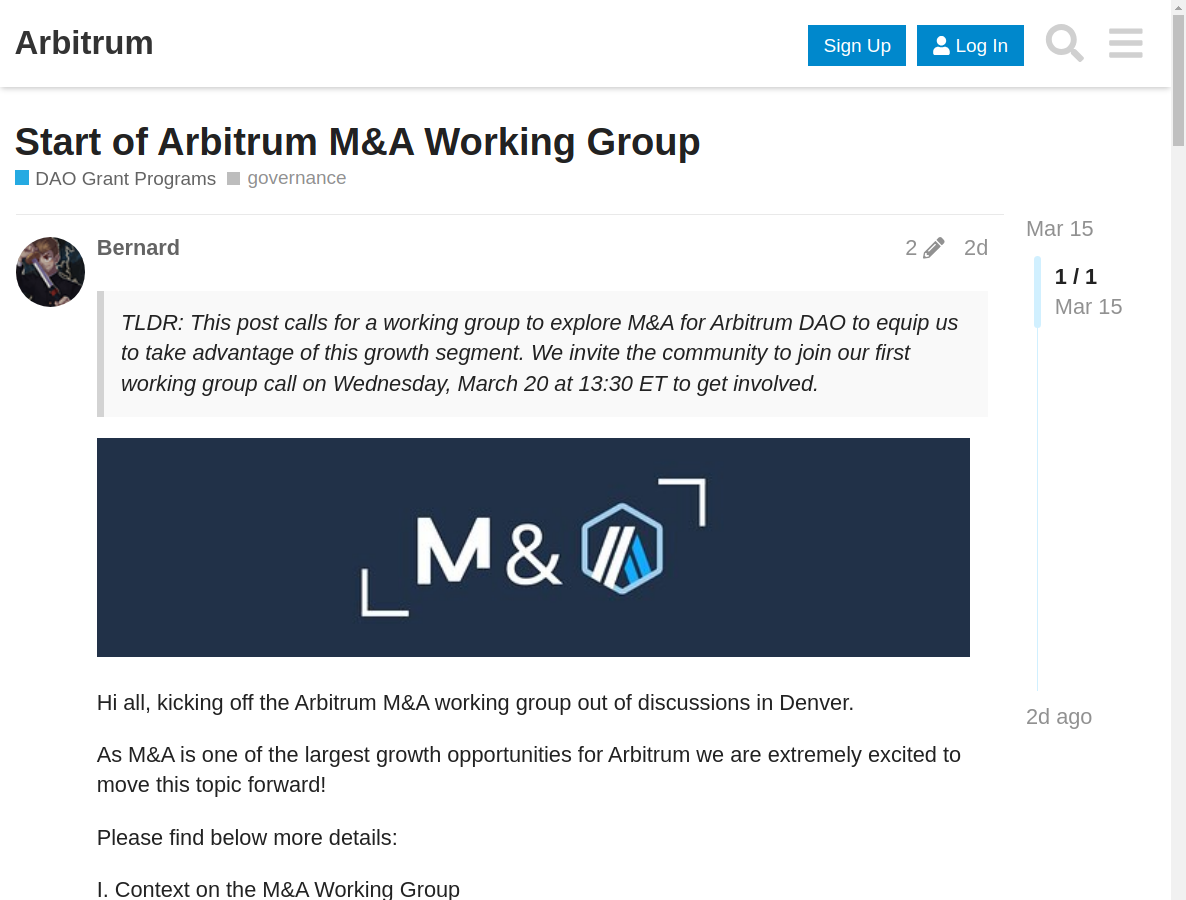 Arbitrum
Sign Up
Log In
Start of Arbitrum M&A Working Group
DAO Grant Programs governance
Mar 15
Bernard
2
2d
1 / 1
Mar 15
TLDR: This post calls for a working group to explore M&A for Arbitrum DAO to equip us
to take advantage of this growth segment. We invite the community to join our first
working group call on Wednesday, March 20 at 13:30 ET to get involved.
M &
Hi all, kicking off the Arbitrum M&A working group out of discussions in Denver.
2d ago
As M&A is one of the largest growth opportunities for Arbitrum we are extremely excited to
move this topic forward!
Please find below more details:
I. Context on the M&A Working Group